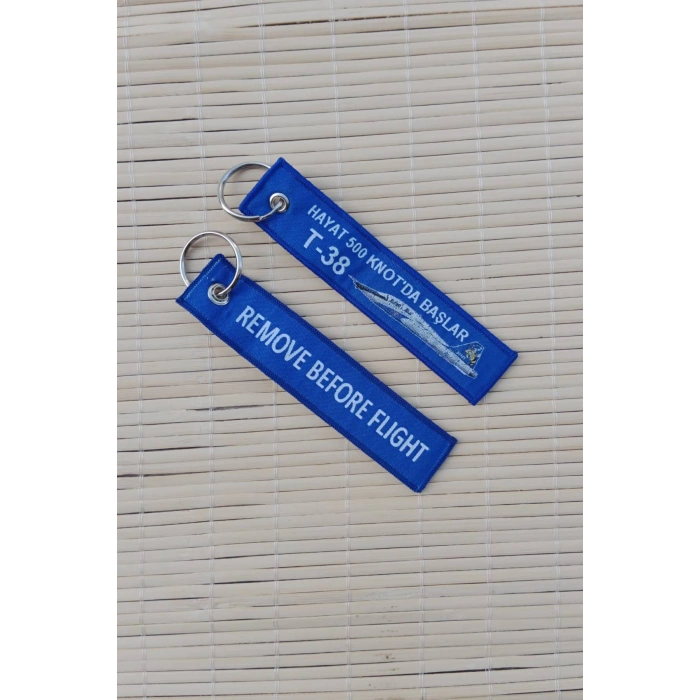 HAYAT 500 KNOT'DA BAŞLAR
T-38
REMOVE BEFORE FLIGHT